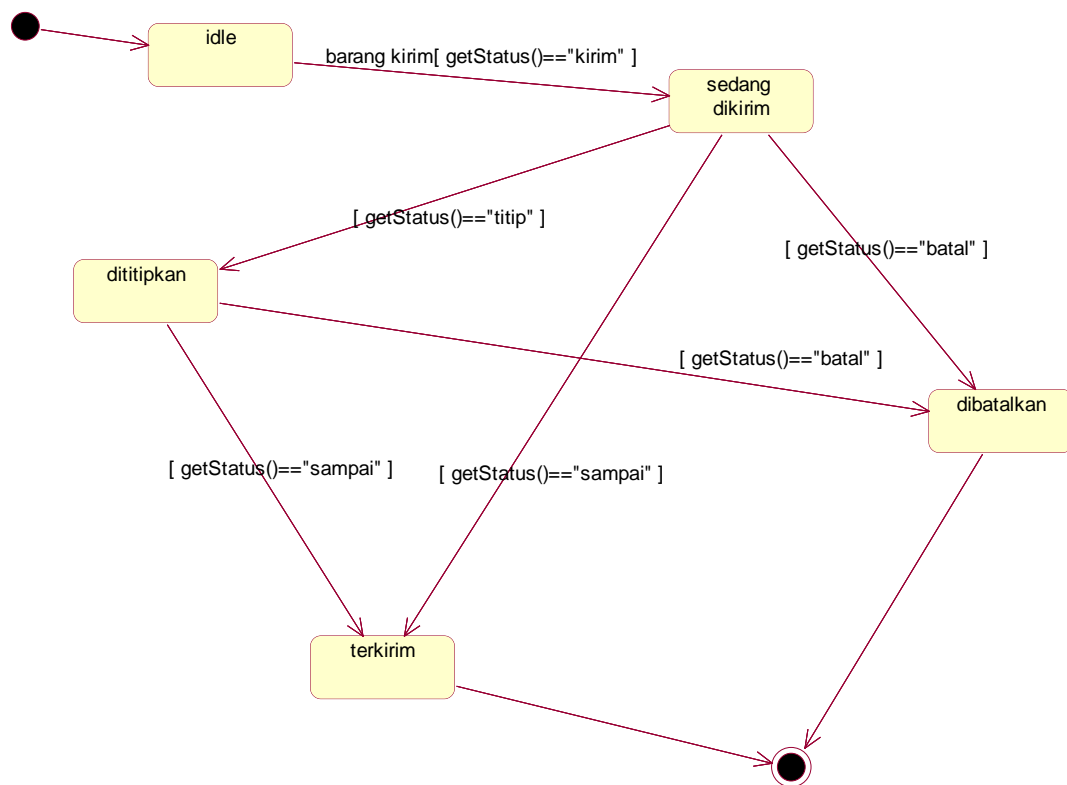 idle
barang kirim[ getStatus()=="kirim" ]
sedang
dikirim
[ getStatus()=="titip" ]
[ getStatus()=="batal" ]
dititipkan
[ getStatus()=="batal" ]
dibatalkan
[ getStatus()=="sampai" ]
[ getStatus()=="sampai" ]
terkirim